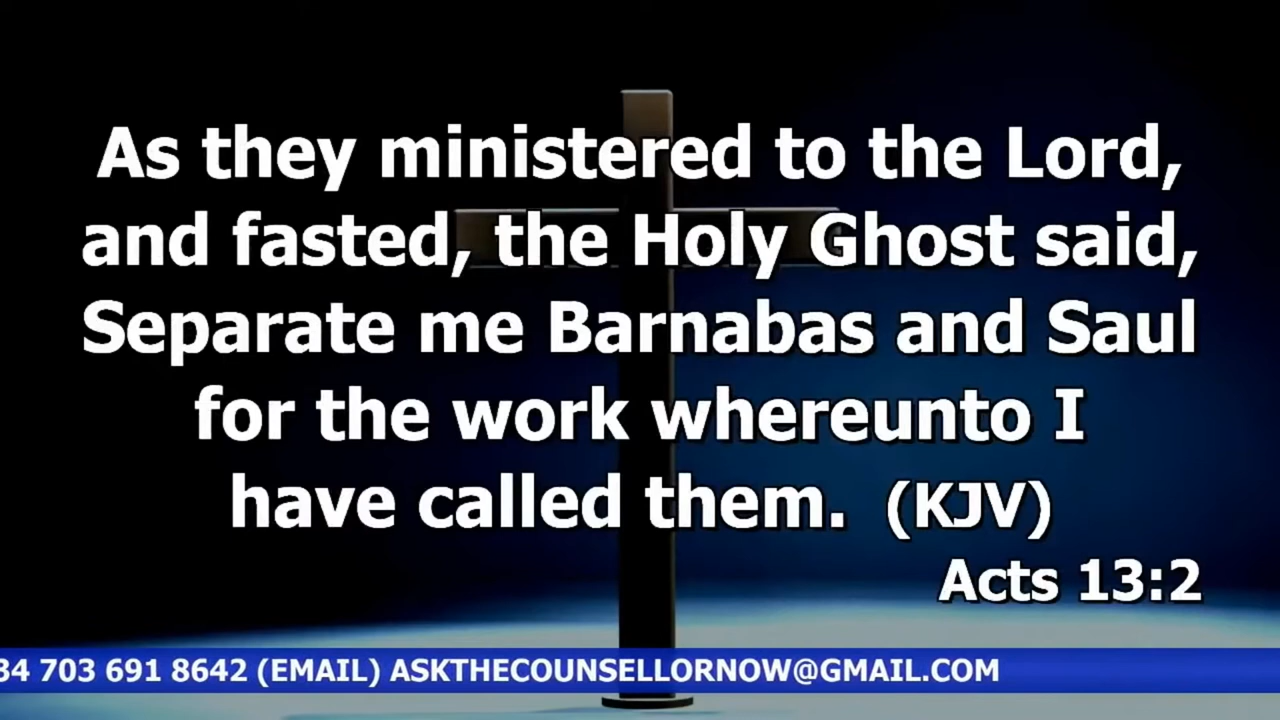 As they ministered to the Lord,
and fasted, the Holy Ghost said,
Separate me Barnabas and Saul
for the work whereunto I
have called them. (KJV)
Acts 13:2
34 703 691 8642 (EMAIL) ASKTHECOUNSELLORNOW@GMAIL.COM